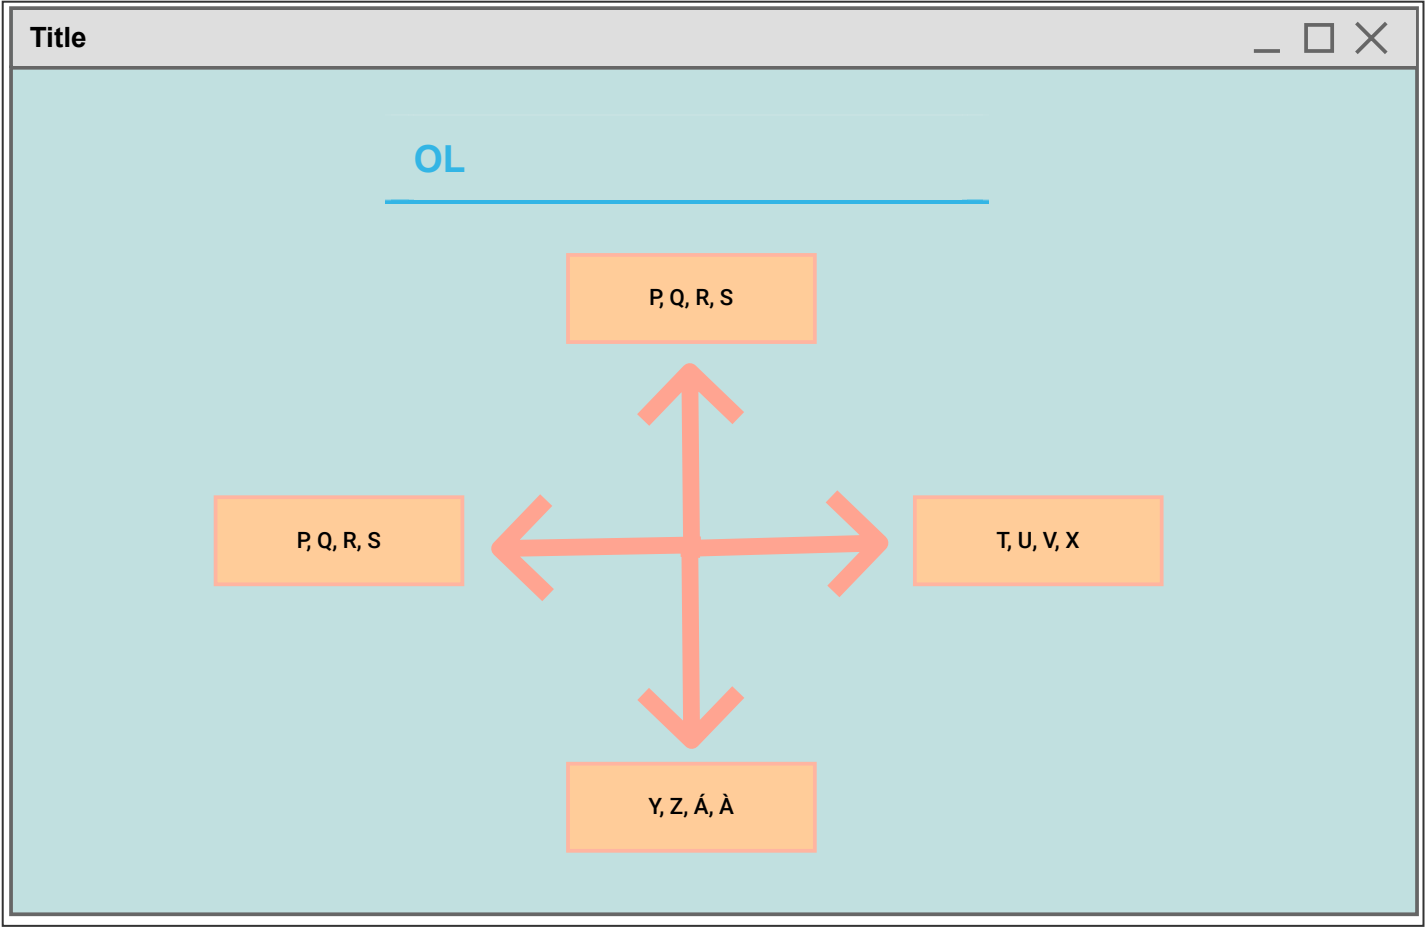 Title
OL
P, Q, R, S
P, Q, R, S
T, U, V, X
Y, Z, Á, À